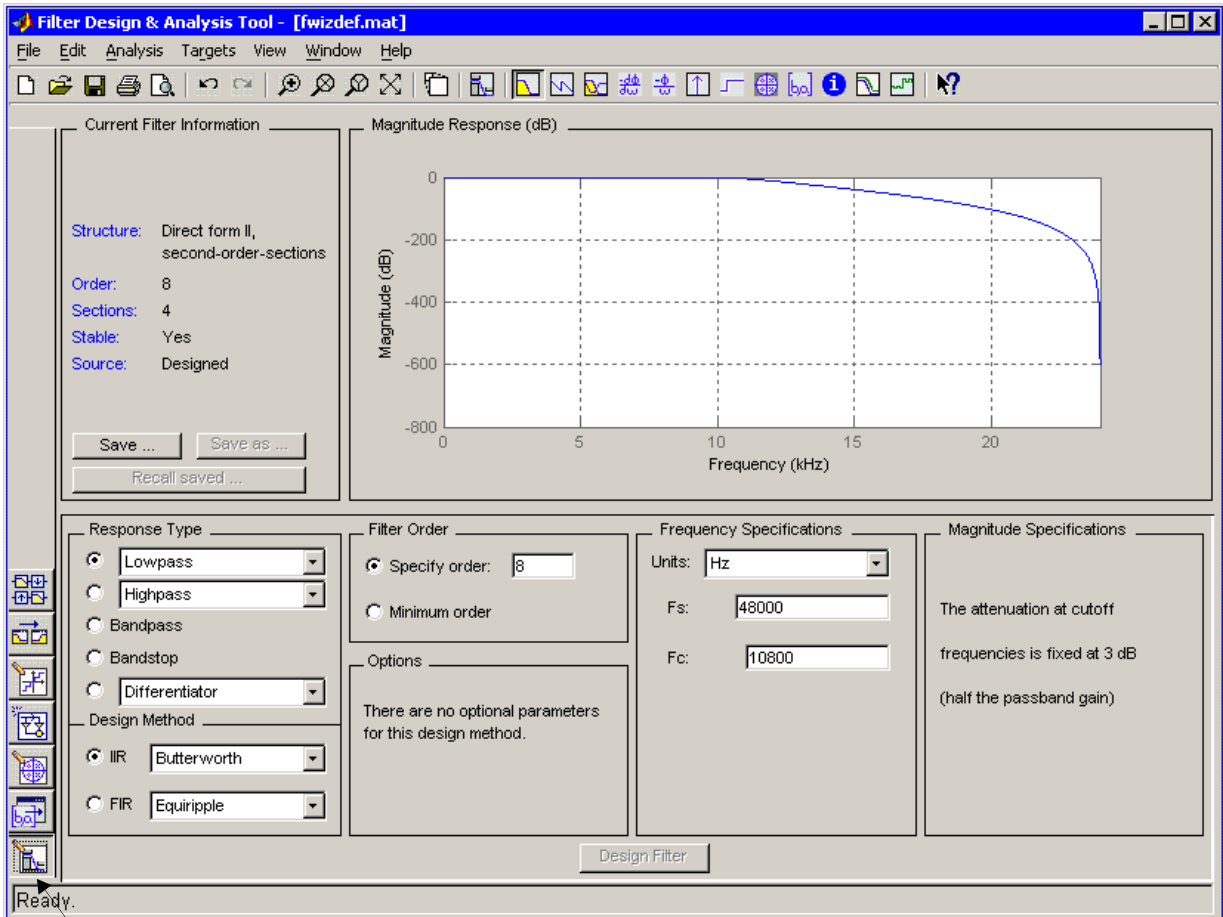 Filter Design & Analysis Tool - [fwizdef.mat]
File Edit Analysis Targets View Window Help
Current Filter Information
Structure: Direct form II,
second-order-sections
Order: 8
Sections: 4
Stable: Yes
Source: Designed
Save ... Save as ...
Recall saved ...
Magnitude Response (dB)
Magnitude (dB)
0
-200
-400
-600
-800
0 5 10 15 20
Frequency (kHz)
Response Type
Lowpass
Highpass
Bandpass
Bandstop
Differentiator
Design Method
IIR Butterworth
FIR Equiripple
Filter Order
Specify order: 8
Minimum order
Options
There are no optional parameters
for this design method.
Frequency Specifications
Units: Hz
Fs: 48000
Fc: 10800
Magnitude Specifications
The attenuation at cutoff
frequencies is fixed at 3 dB
(half the passband gain)
Design Filter
Ready.